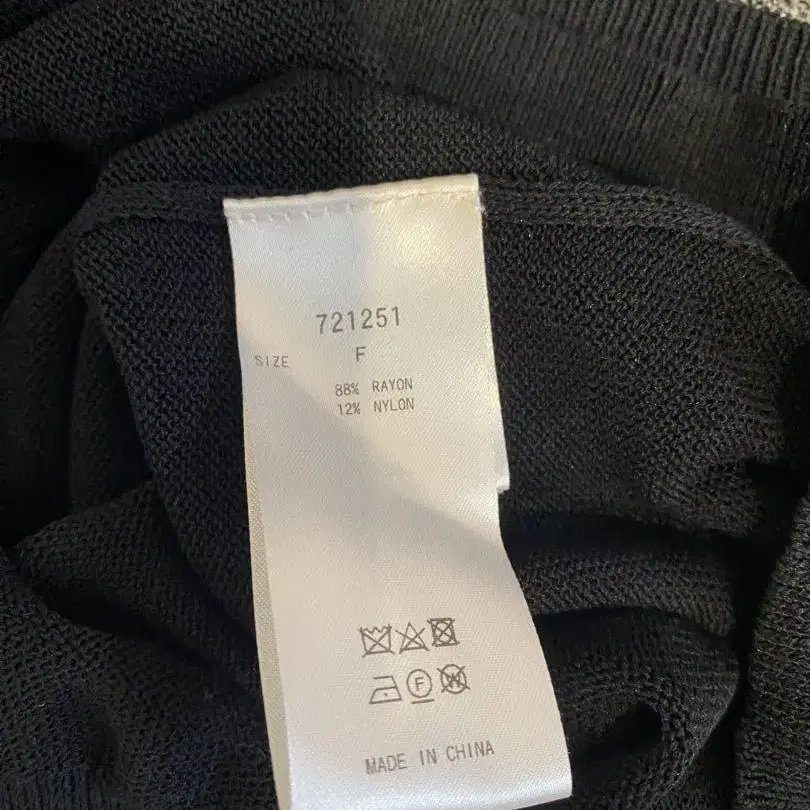 721251
SIZE F
88% RAYON
12% NYLON
F W
MADE IN CHINA